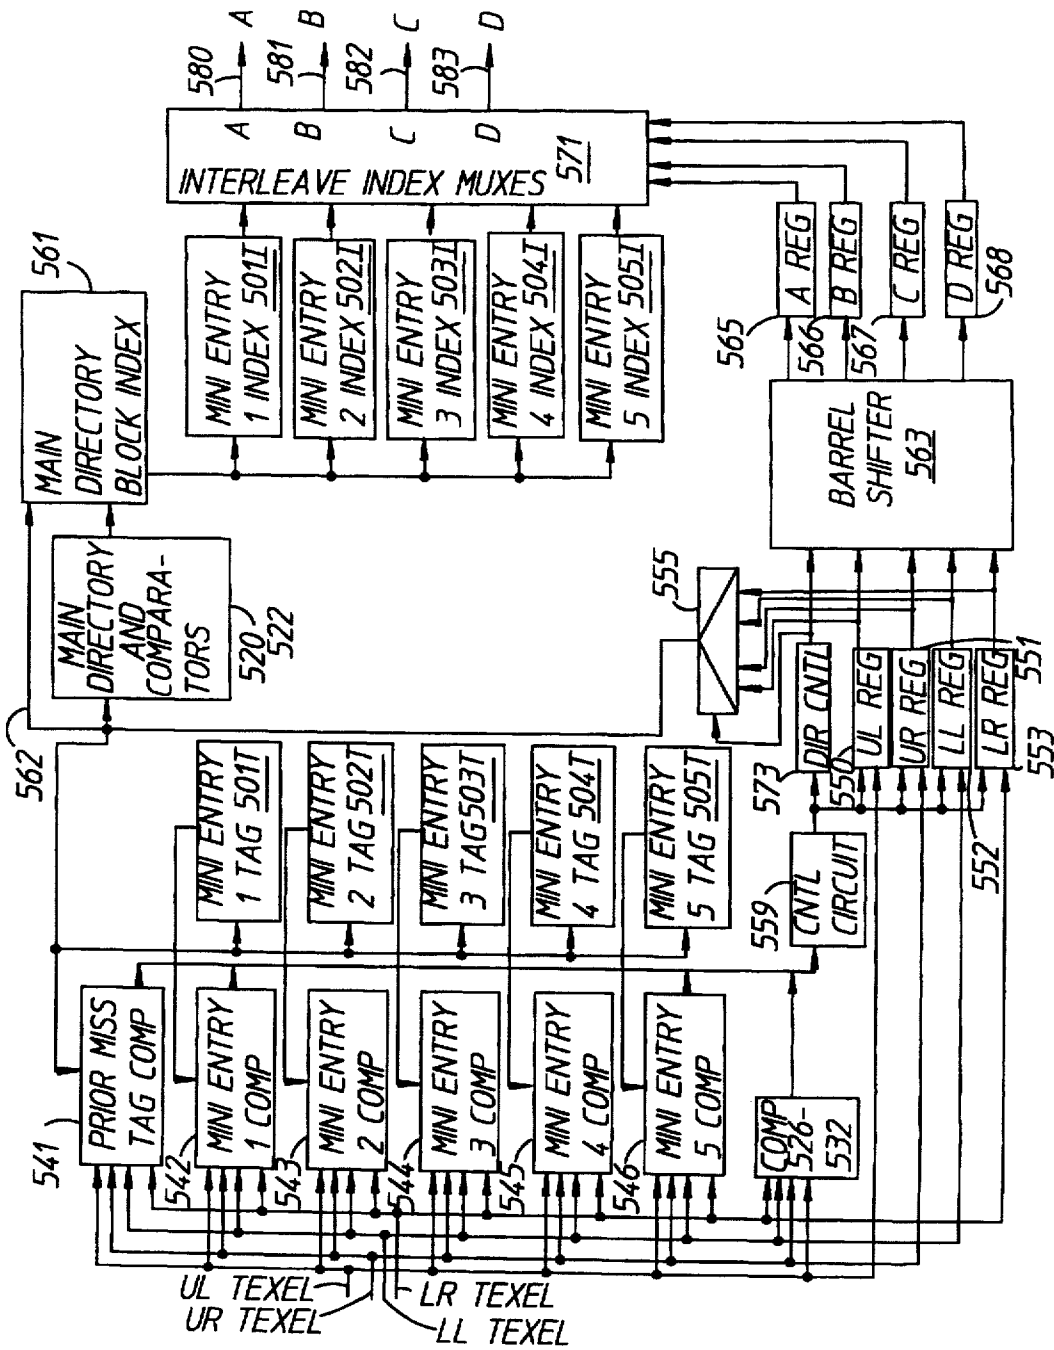 541
PRIOR MISS
TAG COMP
542
MINI ENTRY
1 COMP
543
MINI ENTRY
2 COMP
544
MINI ENTRY
3 COMP
545
MINI ENTRY
4 COMP
546
MINI ENTRY
5 COMP
COMP
526-
532
UL TEXEL
UR TEXEL
LR TEXEL
LL TEXEL
562
MINI ENTRY
1 TAG 501T
MINI ENTRY
2 TAG 502T
MINI ENTRY
3 TAG 503T
MINI ENTRY
4 TAG 504T
MINI ENTRY
5 TAG 505T
559
CNTL
CIRCUIT
MAIN
DIRECTORY
AND
COMPARA-
TORS
520
522
555
573
DIR CNTL
550
UL REG
UR REG
551
LL REG
552
LR REG
553
561
MAIN
DIRECTORY
BLOCK INDEX
MINI ENTRY
1 INDEX 501I
MINI ENTRY
2 INDEX 502I
MINI ENTRY
3 INDEX 503I
MINI ENTRY
4 INDEX 504I
MINI ENTRY
5 INDEX 505I
BARREL
SHIFTER
563
565
A REG
566
B REG
567
C REG
D REG
568
INTERLEAVE INDEX MUXES 571
A
B
C
D
580
A
581
B
582
C
583
D